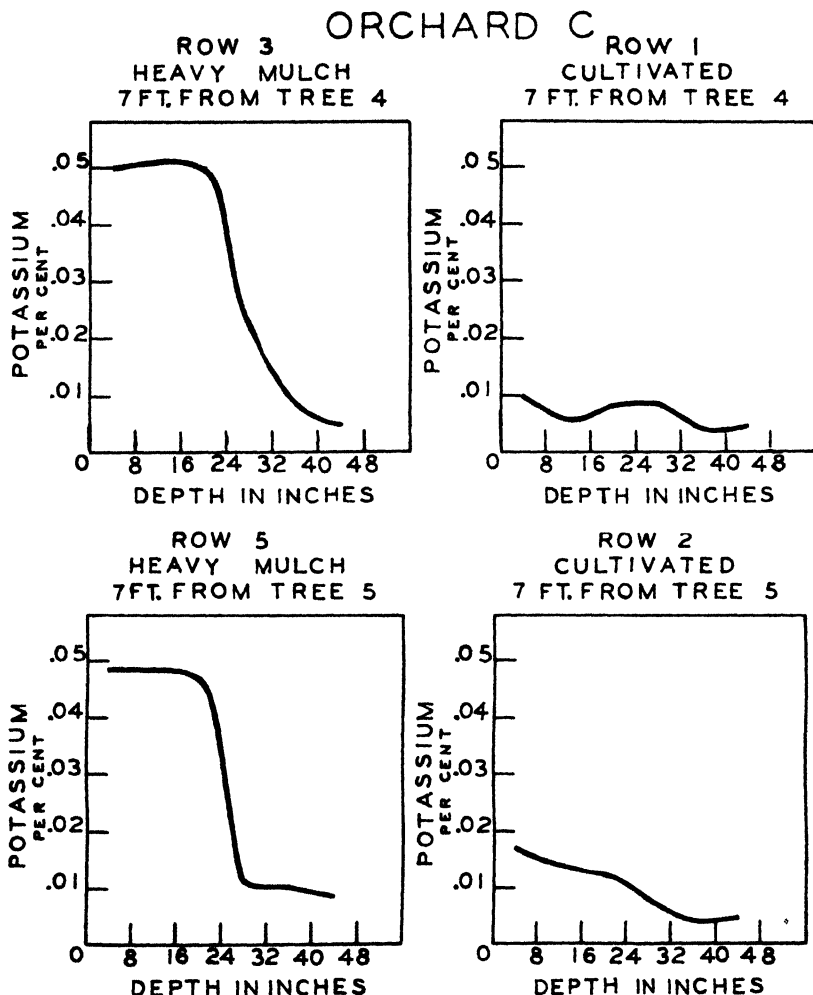 ORCHARD C
ROW 3
HEAVY MULCH
7 FT. FROM TREE 4
.05
.04
.03
.02
.01
POTASSIUM
PER CENT
0 8 16 24 32 40 48
DEPTH IN INCHES
ROW 1
CULTIVATED
7 FT. FROM TREE 4
.05
.04
.03
.02
.01
POTASSIUM
PER CENT
0 8 16 24 32 40 48
DEPTH IN INCHES
ROW 5
HEAVY MULCH
7 FT. FROM TREE 5
.05
.04
.03
.02
.01
POTASSIUM
PER CENT
0 8 16 24 32 40 48
DEPTH IN INCHES
ROW 2
CULTIVATED
7 FT. FROM TREE 5
.05
.04
.03
.02
.01
POTASSIUM
PER CENT
0 8 16 24 32 40 48
DEPTH IN INCHES